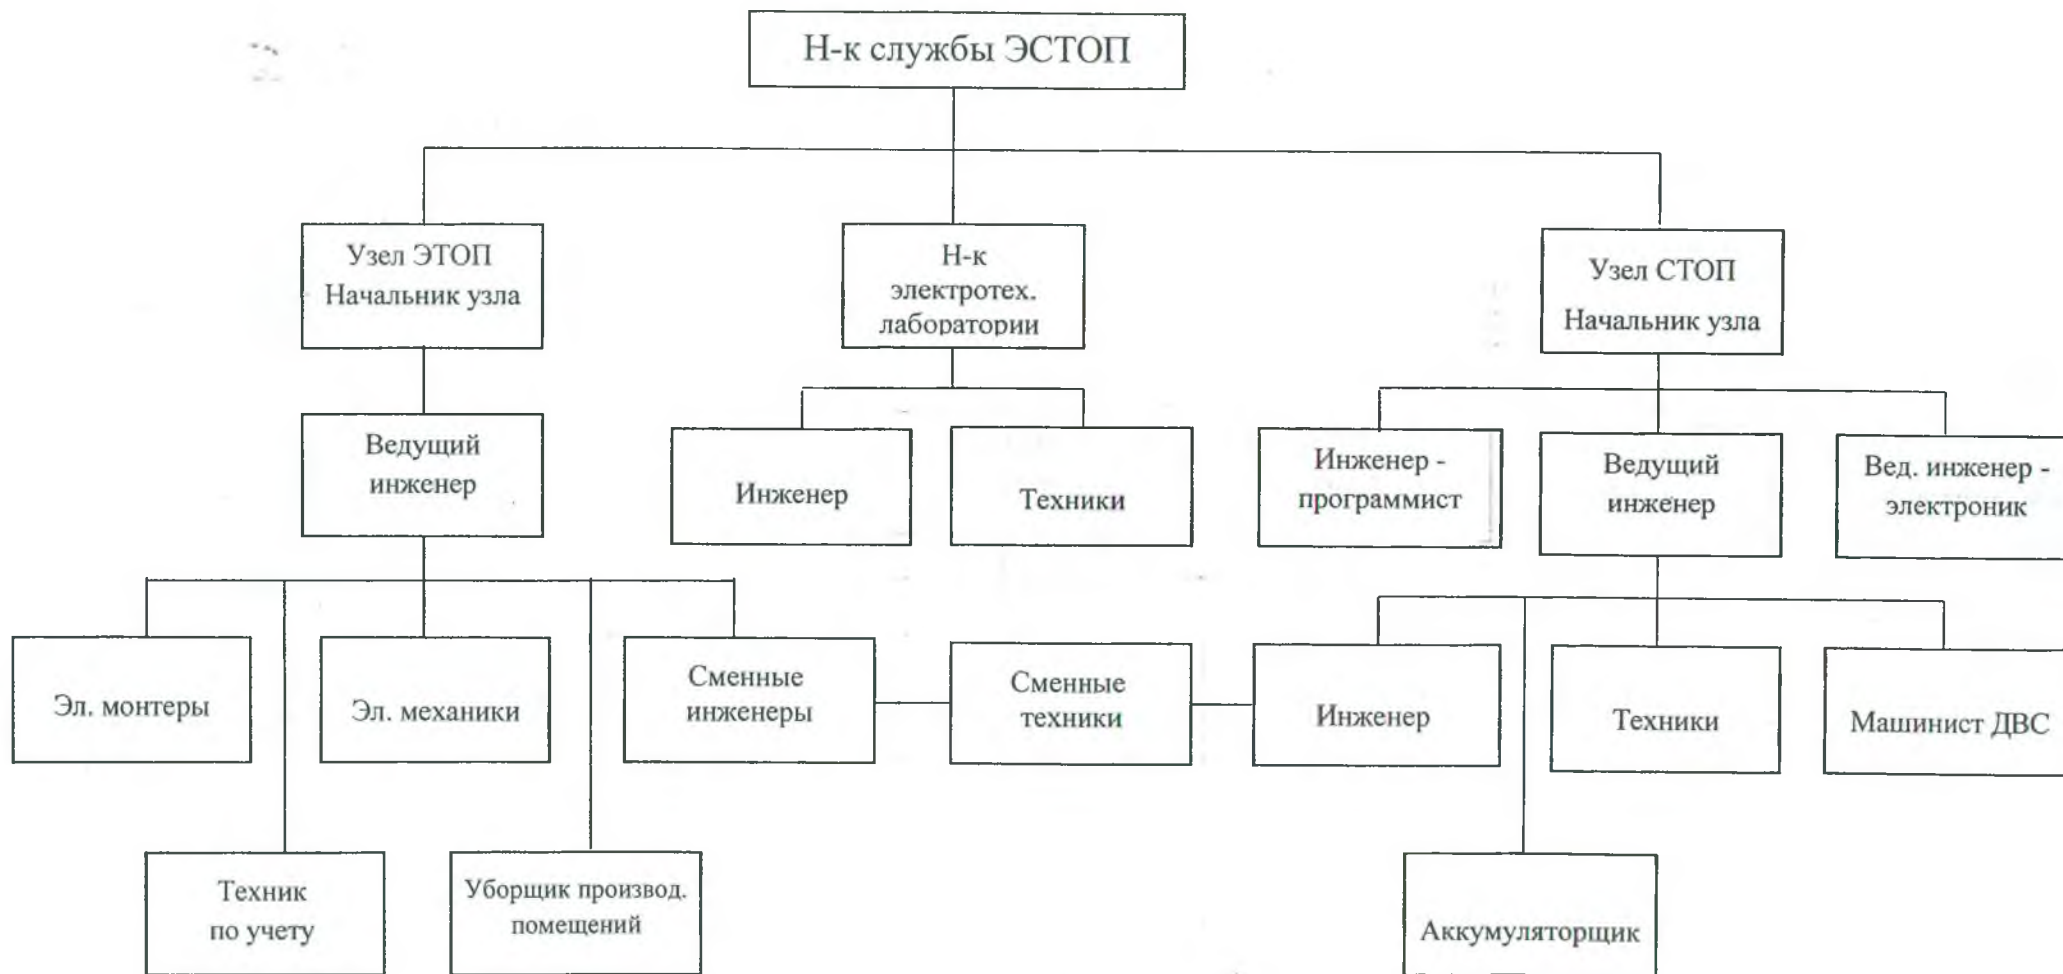 Н-к службы ЭСТОП
Узел ЭТОП
Начальник узла
Н-к
электротех.
лаборатории
Узел СТОП
Начальник узла
Ведущий
инженер
Инженер
Техники
Инженер -
программист
Ведущий
инженер
Вед. инженер -
электроник
Эл. монтеры
Эл. механики
Сменные
инженеры
Сменные
техники
Инженер
Техники
Машинист ДВС
Техник
по учету
Уборщик производ.
помещений
Аккумуляторщик